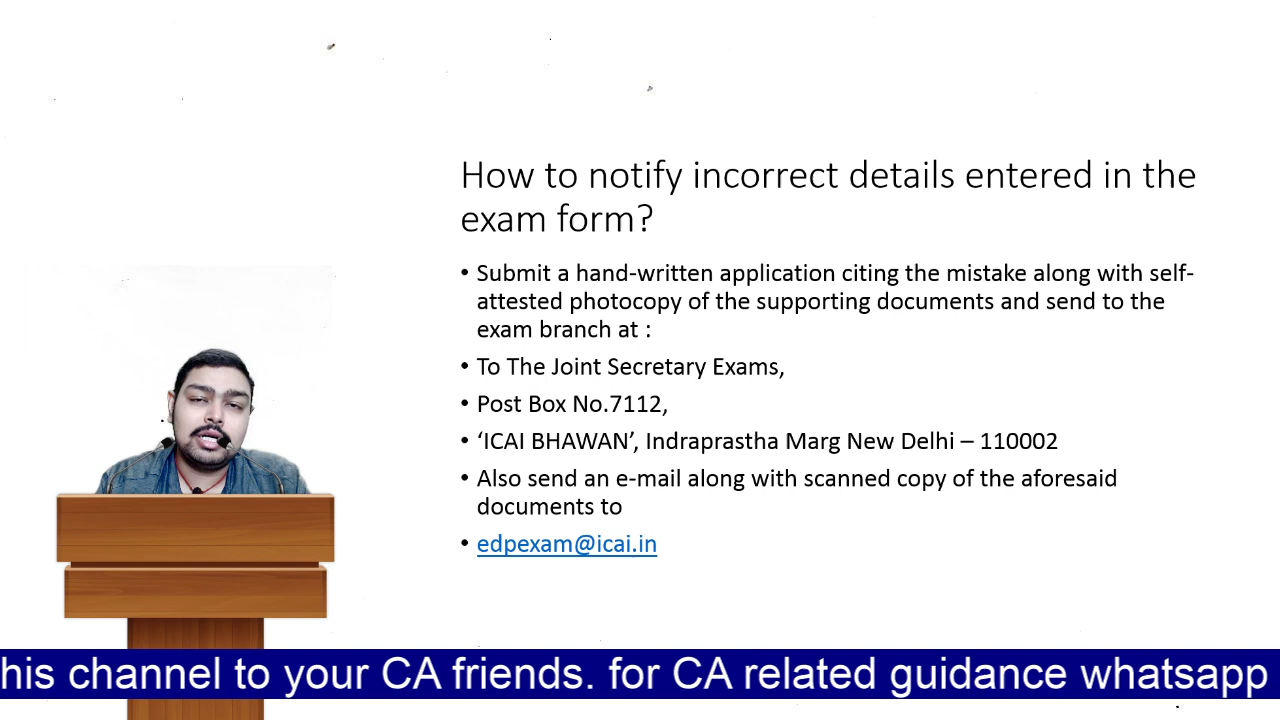 How to notify incorrect details entered in the
exam form?
• Submit a hand-written application citing the mistake along with self-
attested photocopy of the supporting documents and send to the
exam branch at :
• To The Joint Secretary Exams,
• Post Box No.7112,
• ‘ICAI BHAWAN’, Indraprastha Marg New Delhi – 110002
• Also send an e-mail along with scanned copy of the aforesaid
documents to
• edpexam@icai.in
his channel to your CA friends. for CA related guidance whatsapp